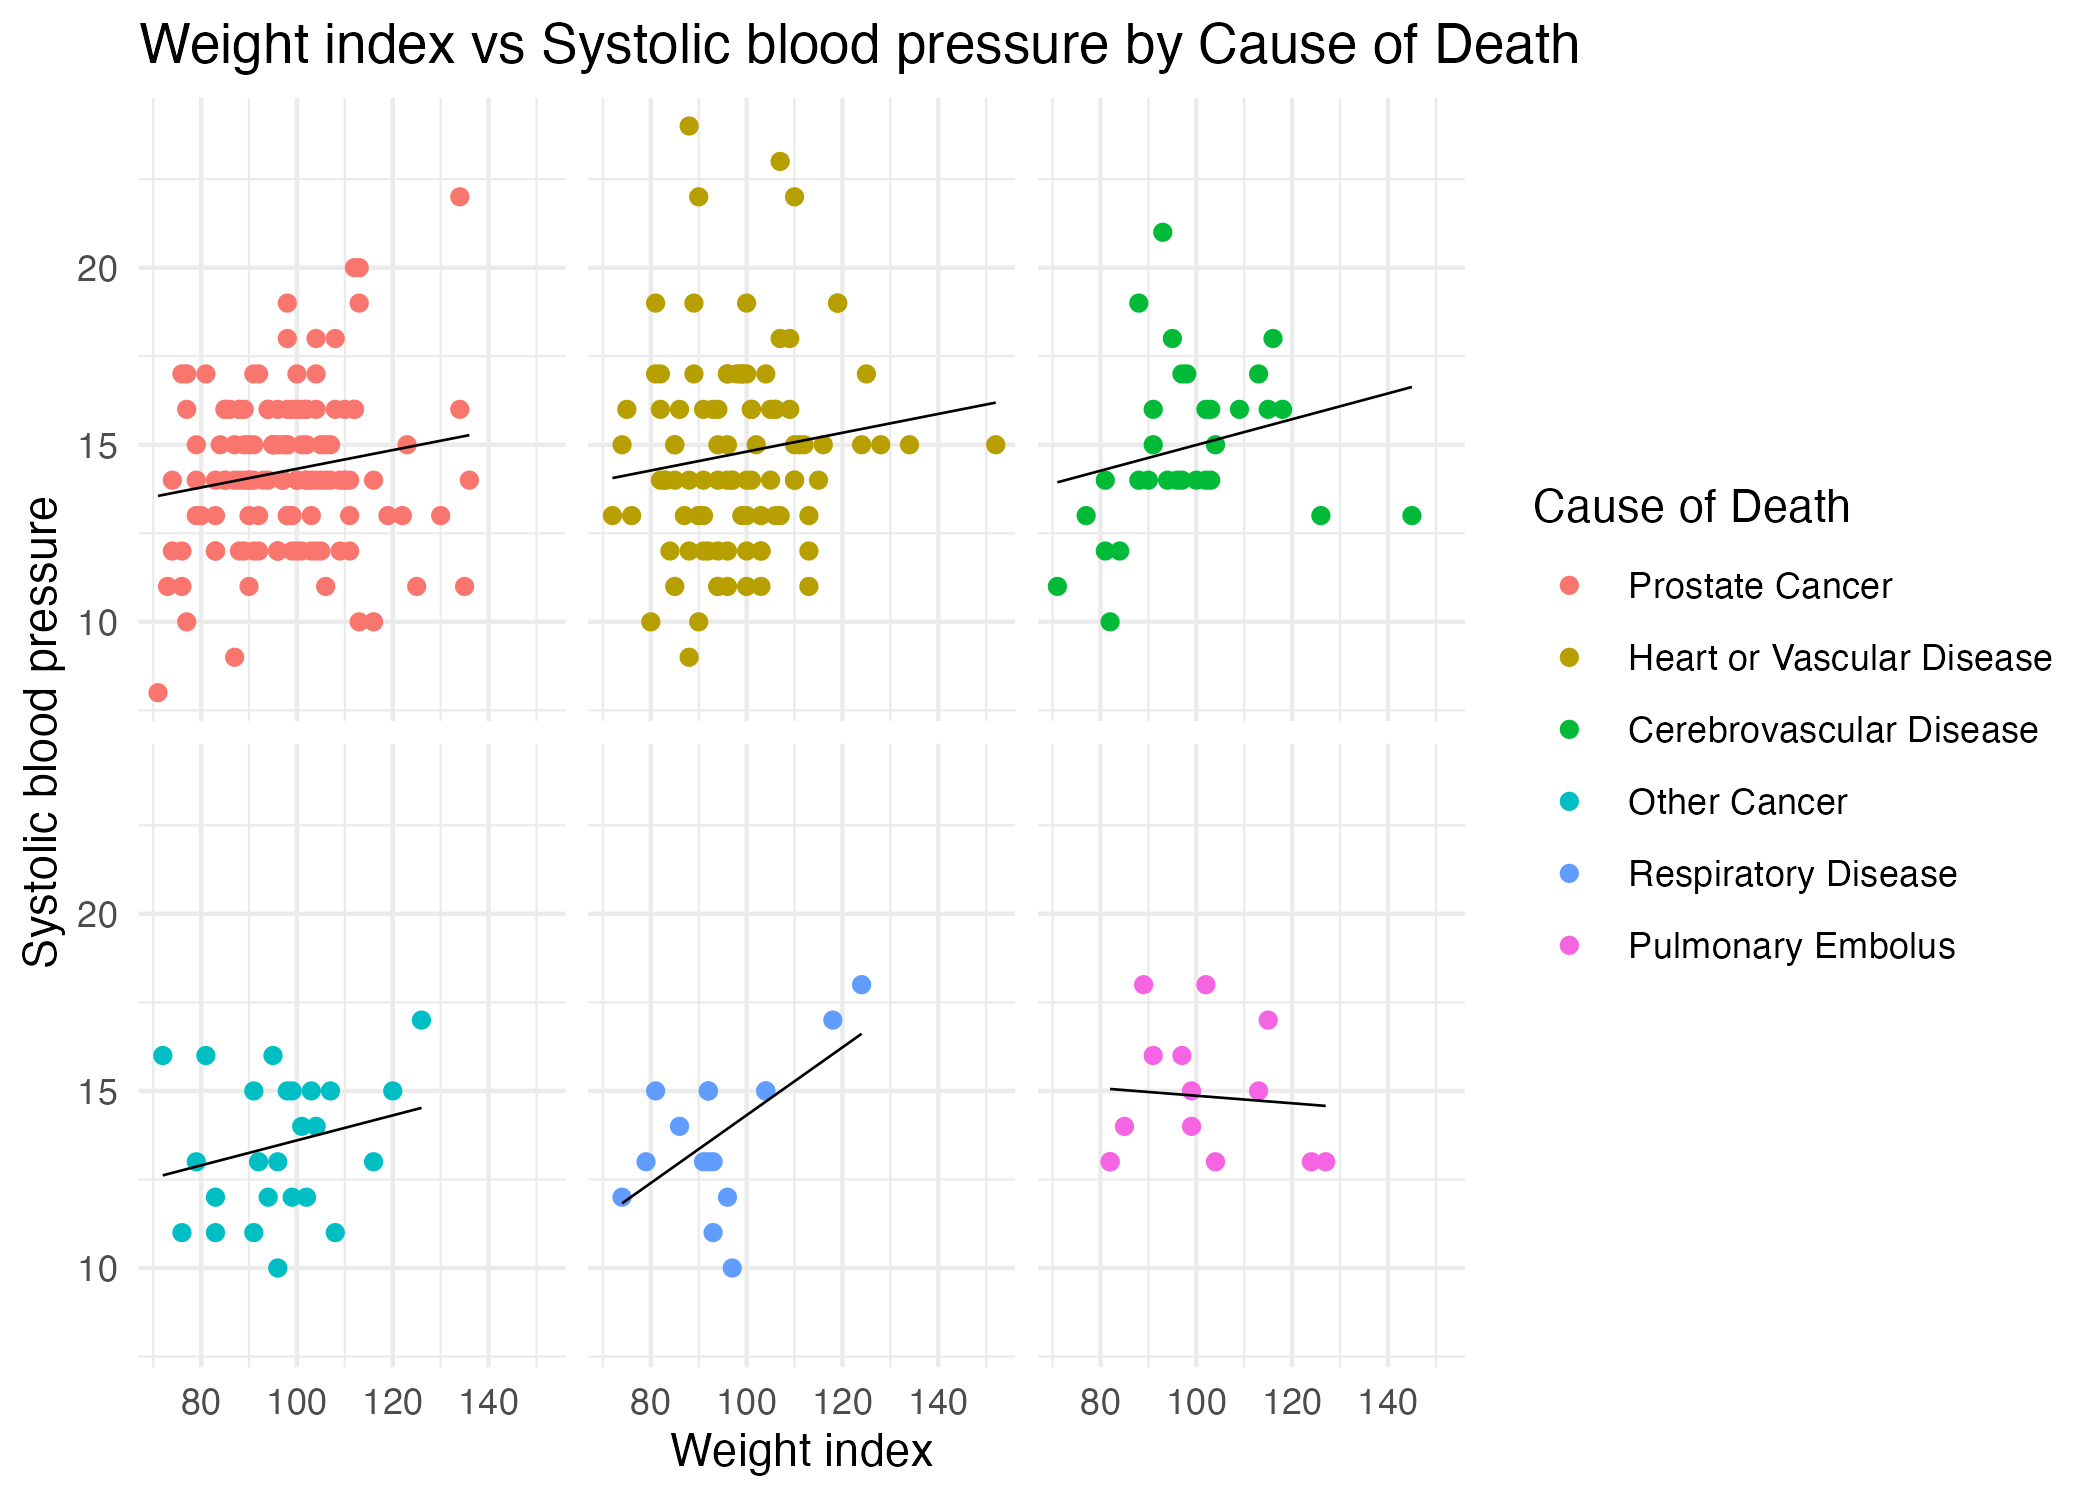 Weight index vs Systolic blood pressure by Cause of Death
Systolic blood pressure
20
15
10
20
15
10
80 100 120 140 80 100 120 140 80 100 120 140
Weight index
Cause of Death
Prostate Cancer
Heart or Vascular Disease
Cerebrovascular Disease
Other Cancer
Respiratory Disease
Pulmonary Embolus